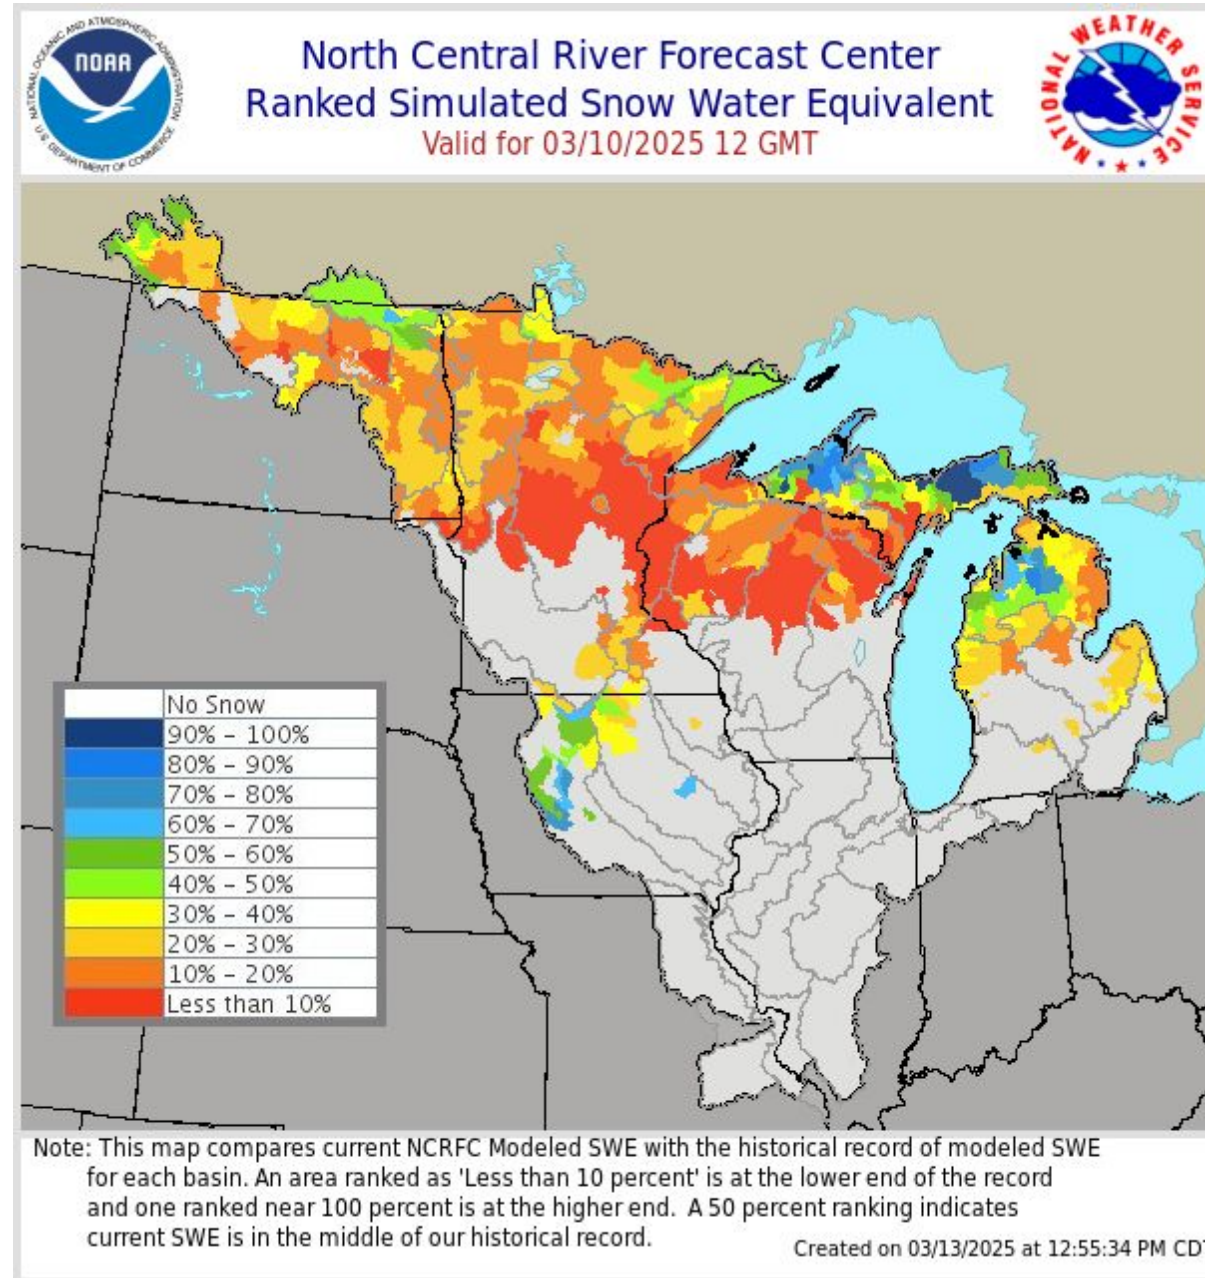 NATIONAL OCEANIC AND ATMOSPHERIC ADMINISTRATION
NOAA
U.S. DEPARTMENT OF COMMERCE
North Central River Forecast Center
Ranked Simulated Snow Water Equivalent
Valid for 03/10/2025 12 GMT
NATIONAL WEATHER SERVICE
No Snow
90% - 100%
80% - 90%
70% - 80%
60% - 70%
50% - 60%
40% - 50%
30% - 40%
20% - 30%
10% - 20%
Less than 10%
Note: This map compares current NCRFC Modeled SWE with the historical record of modeled SWE
for each basin. An area ranked as 'Less than 10 percent' is at the lower end of the record
and one ranked near 100 percent is at the higher end. A 50 percent ranking indicates
current SWE is in the middle of our historical record.
Created on 03/13/2025 at 12:55:34 PM CD